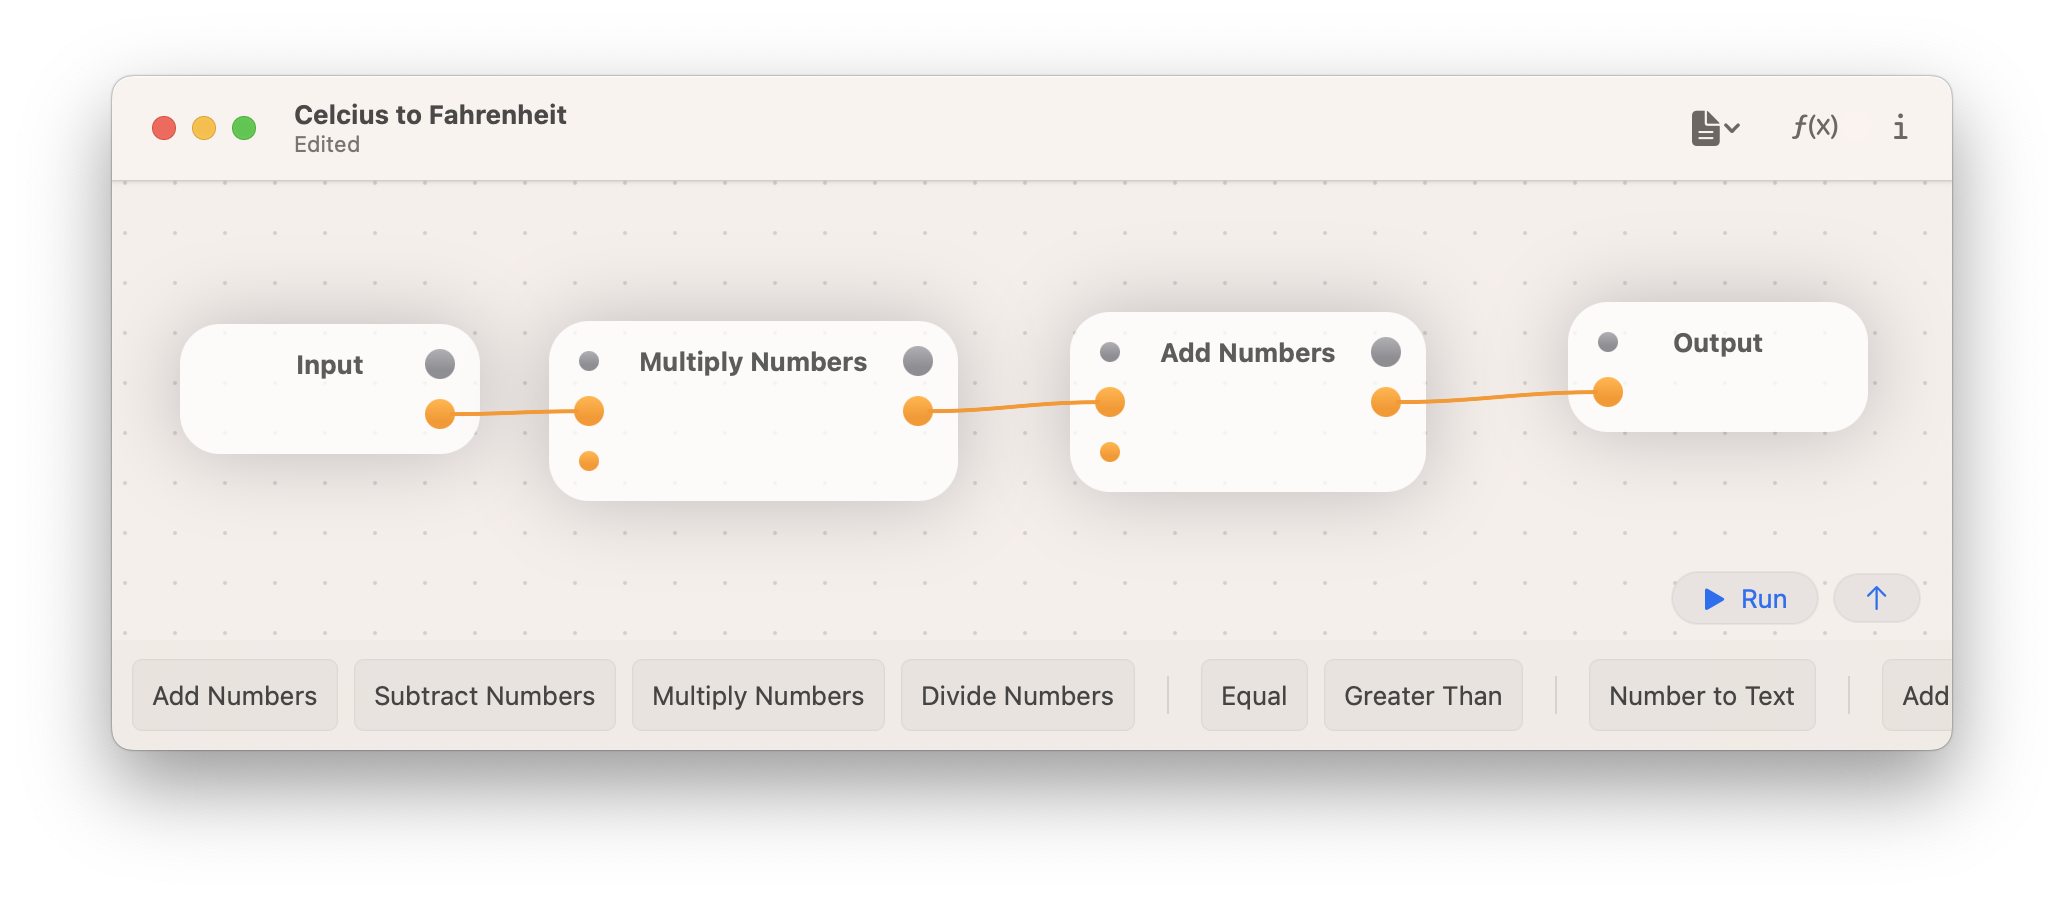 Celcius to Fahrenheit
Edited
f(x)
i
Input
Multiply Numbers
Add Numbers
Output
Run
Add Numbers
Subtract Numbers
Multiply Numbers
Divide Numbers
Equal
Greater Than
Number to Text
Add